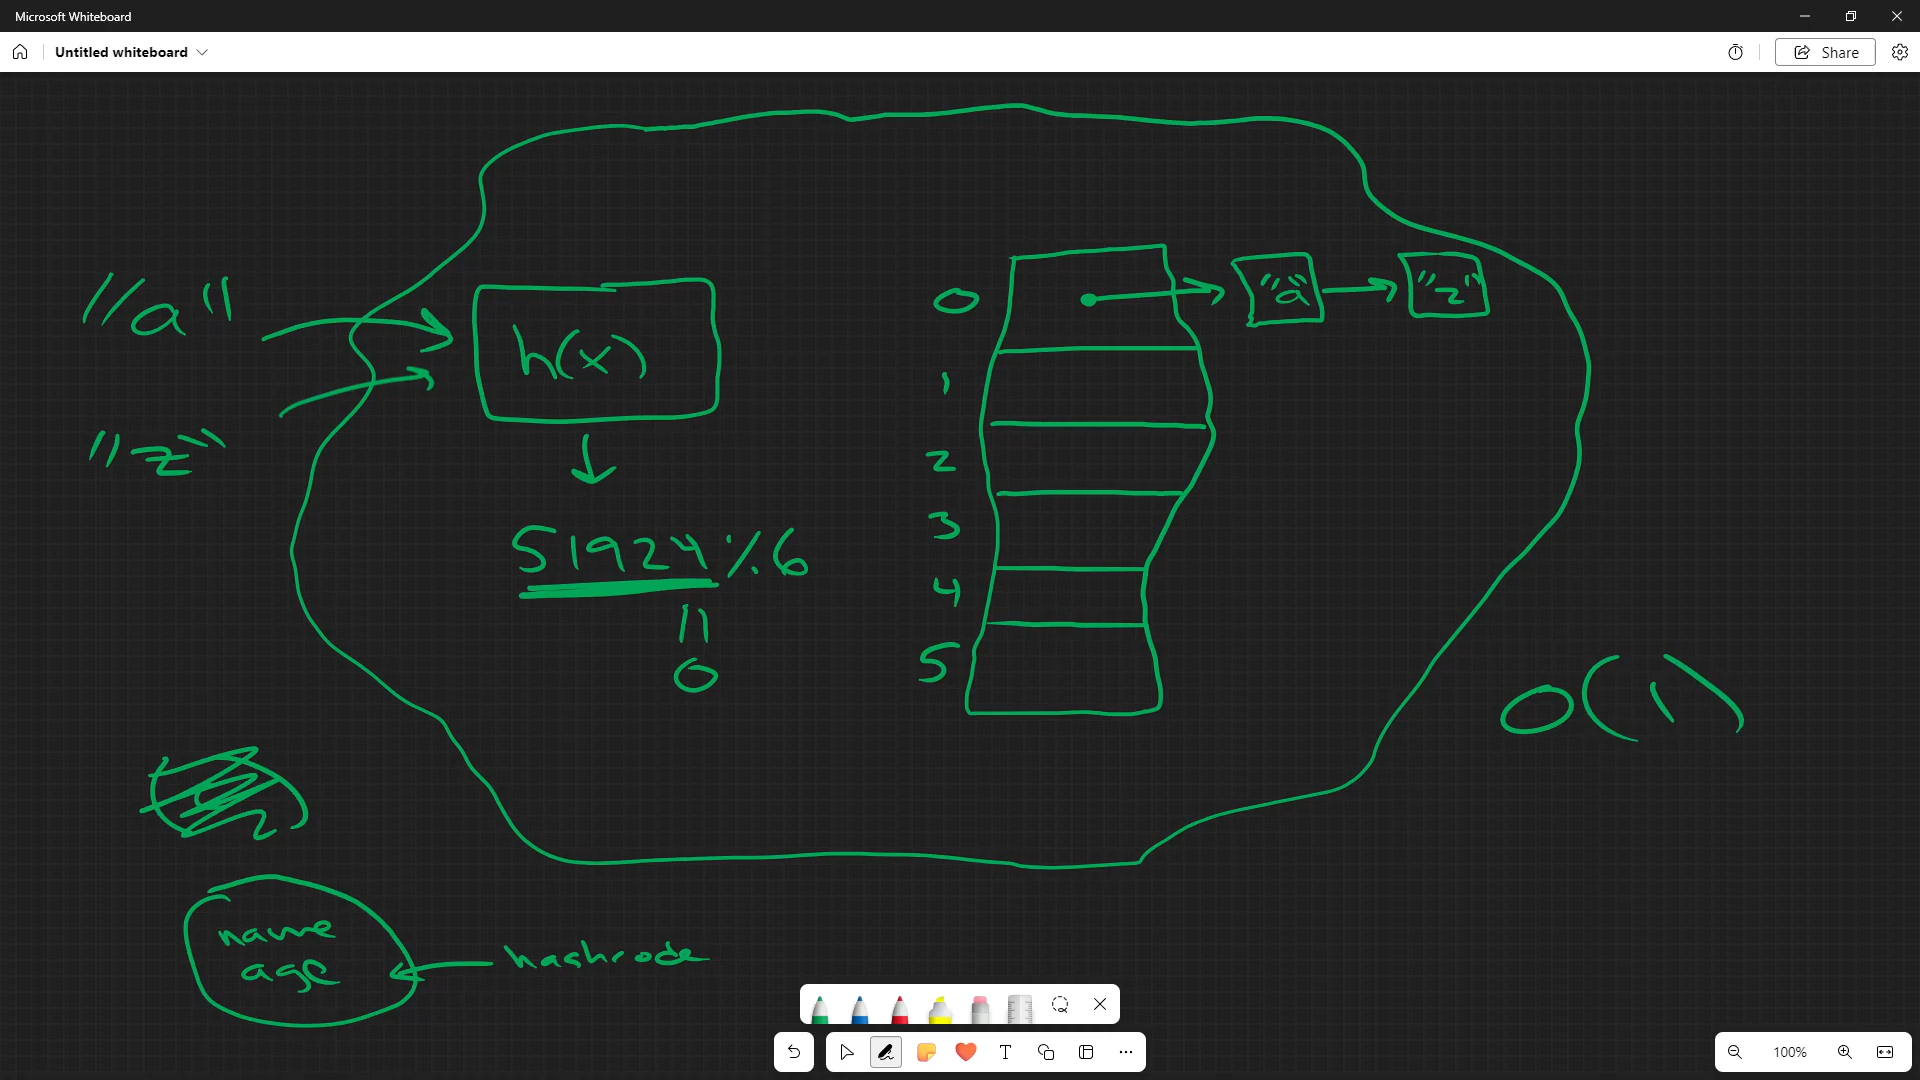 Microsoft Whiteboard
Untitled whiteboard
Share
"a"
"z"
h(x)
51924 % 6
=
0
0
1
2
3
4
5
"a"
"z"
O(1)
name
age
hashcode
T
100%